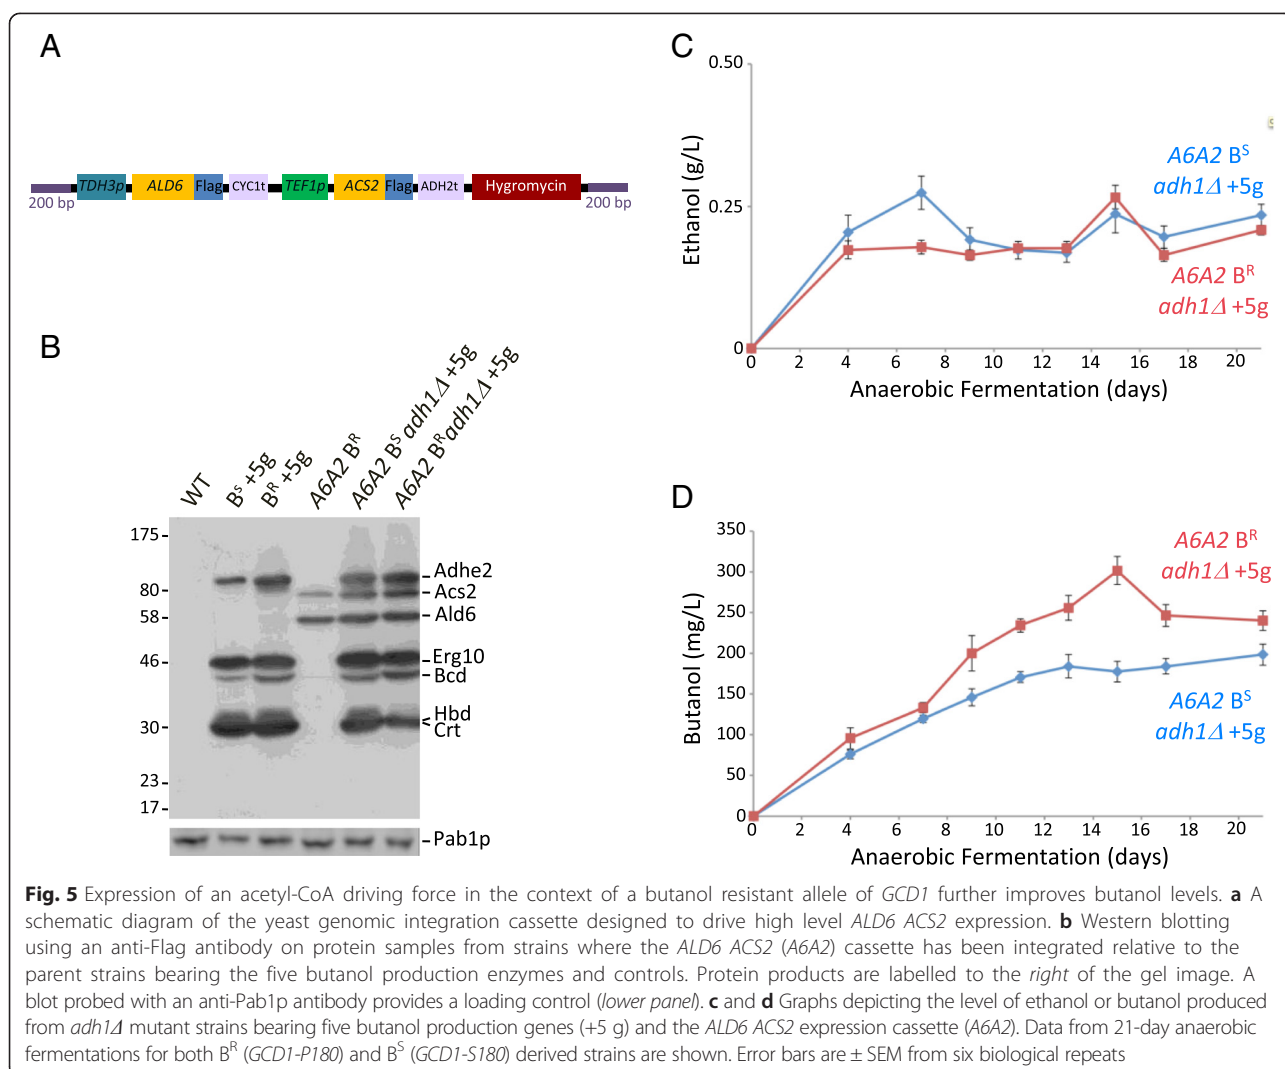 A
TDH3p ALD6 Flag CYC1t TEF1p ACS2 Flag ADH2t Hygromycin
200 bp 200 bp
B
WT
Bˢ +5g
Bᴿ +5g
A6A2 Bᴿ
A6A2 Bˢ adh1Δ +5g
A6A2 Bᴿ adh1Δ +5g
175
80
58
46
30
23
17
Adhe2
Acs2
Ald6
Erg10
Bcd
Hbd
Crt
Pab1p
C
Ethanol (g/L)
0.50
0.25
0
0 2 4 6 8 10 12 14 16 18 20
Anaerobic Fermentation (days)
A6A2 Bˢ
adh1Δ +5g
A6A2 Bᴿ
adh1Δ +5g
D
Butanol (mg/L)
350
300
250
200
150
100
50
0
0 2 4 6 8 10 12 14 16 18 20
Anaerobic Fermentation (days)
A6A2 Bᴿ
adh1Δ +5g
A6A2 Bˢ
adh1Δ +5g
Fig. 5 Expression of an acetyl-CoA driving force in the context of a butanol resistant allele of GCD1 further improves butanol levels. a A
schematic diagram of the yeast genomic integration cassette designed to drive high level ALD6 ACS2 expression. b Western blotting
using an anti-Flag antibody on protein samples from strains where the ALD6 ACS2 (A6A2) cassette has been integrated relative to the
parent strains bearing the five butanol production enzymes and controls. Protein products are labelled to the right of the gel image. A
blot probed with an anti-Pab1p antibody provides a loading control (lower panel). c and d Graphs depicting the level of ethanol or butanol produced
from adh1Δ mutant strains bearing five butanol production genes (+5 g) and the ALD6 ACS2 expression cassette (A6A2). Data from 21-day anaerobic
fermentations for both Bᴿ (GCD1-P180) and Bˢ (GCD1-S180) derived strains are shown. Error bars are ± SEM from six biological repeats